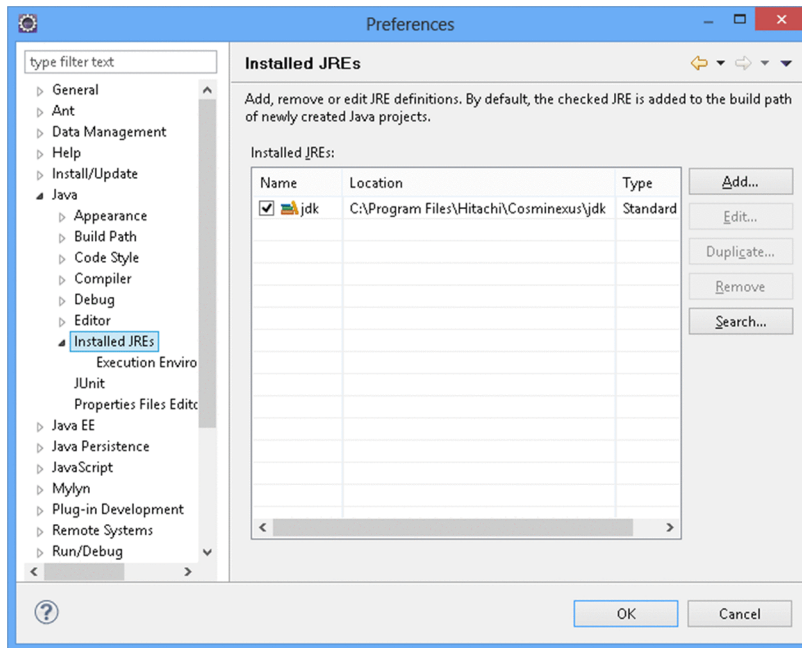 Preferences
type filter text
General
Ant
Data Management
Help
Install/Update
Java
Appearance
Build Path
Code Style
Compiler
Debug
Editor
Installed JREs
Execution Enviro
JUnit
Properties Files Edito
Java EE
Java Persistence
JavaScript
Mylyn
Plug-in Development
Remote Systems
Run/Debug
Installed JREs
Add, remove or edit JRE definitions. By default, the checked JRE is added to the build path
of newly created Java projects.
Installed JREs:
Name Location Type
jdk C:\Program Files\Hitachi\Cosminexus\jdk Standard
Add...
Edit...
Duplicate...
Remove
Search...
?
OK Cancel